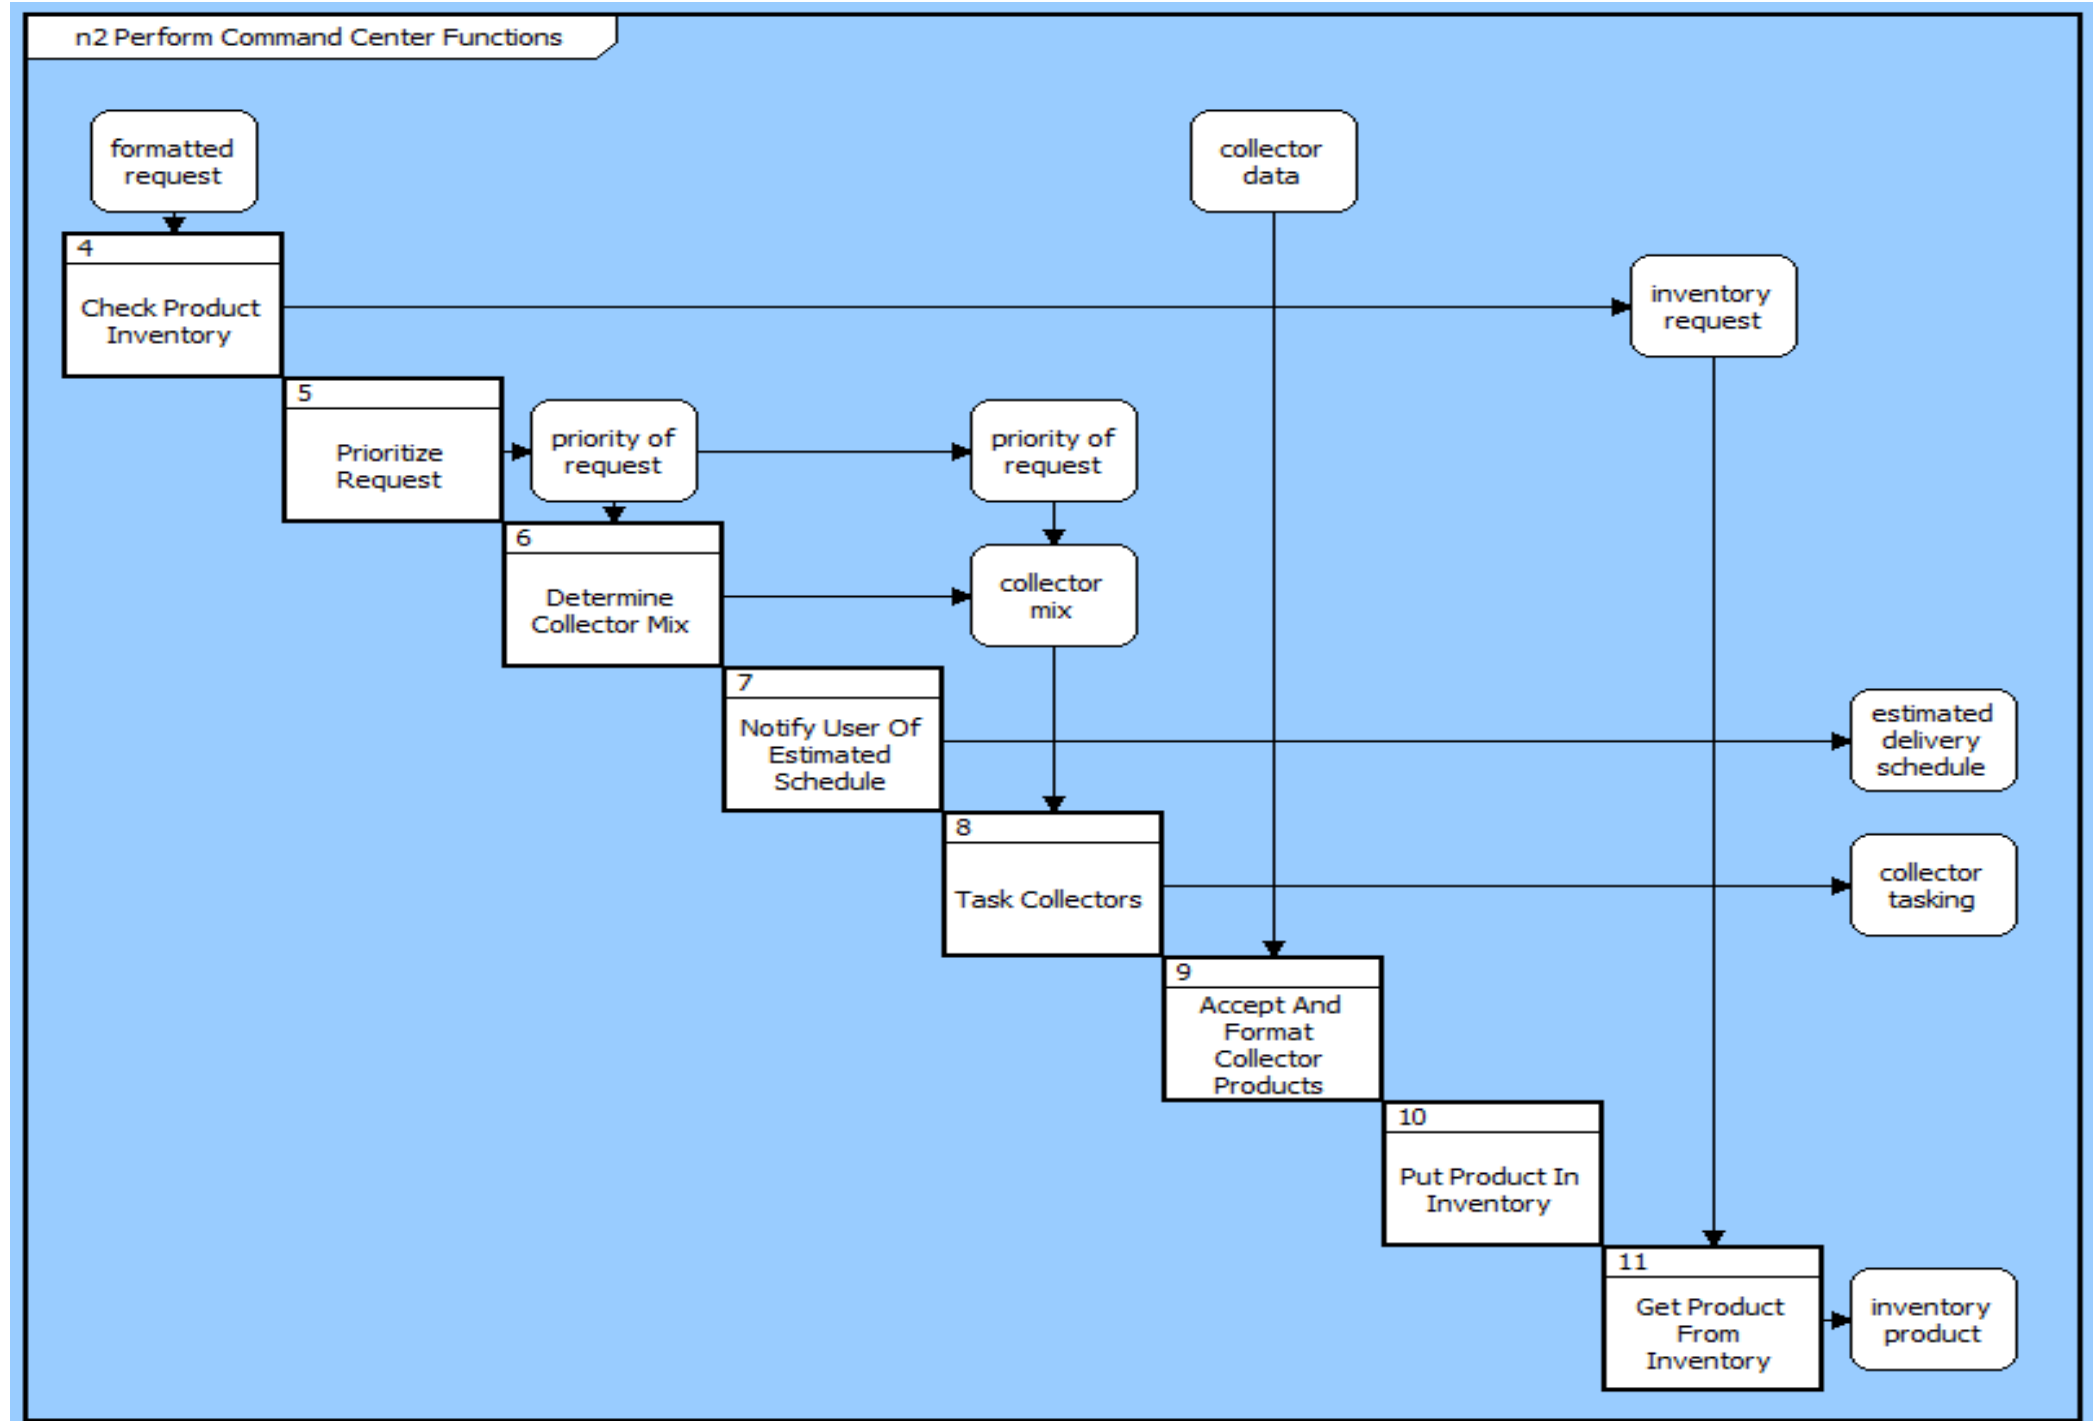 n2 Perform Command Center Functions
formatted
request
collector
data
4
Check Product
Inventory
inventory
request
5
Prioritize
Request
priority of
request
priority of
request
6
Determine
Collector Mix
collector
mix
7
Notify User Of
Estimated
Schedule
estimated
delivery
schedule
8
Task Collectors
collector
tasking
9
Accept And
Format
Collector
Products
10
Put Product In
Inventory
11
Get Product
From
Inventory
inventory
product